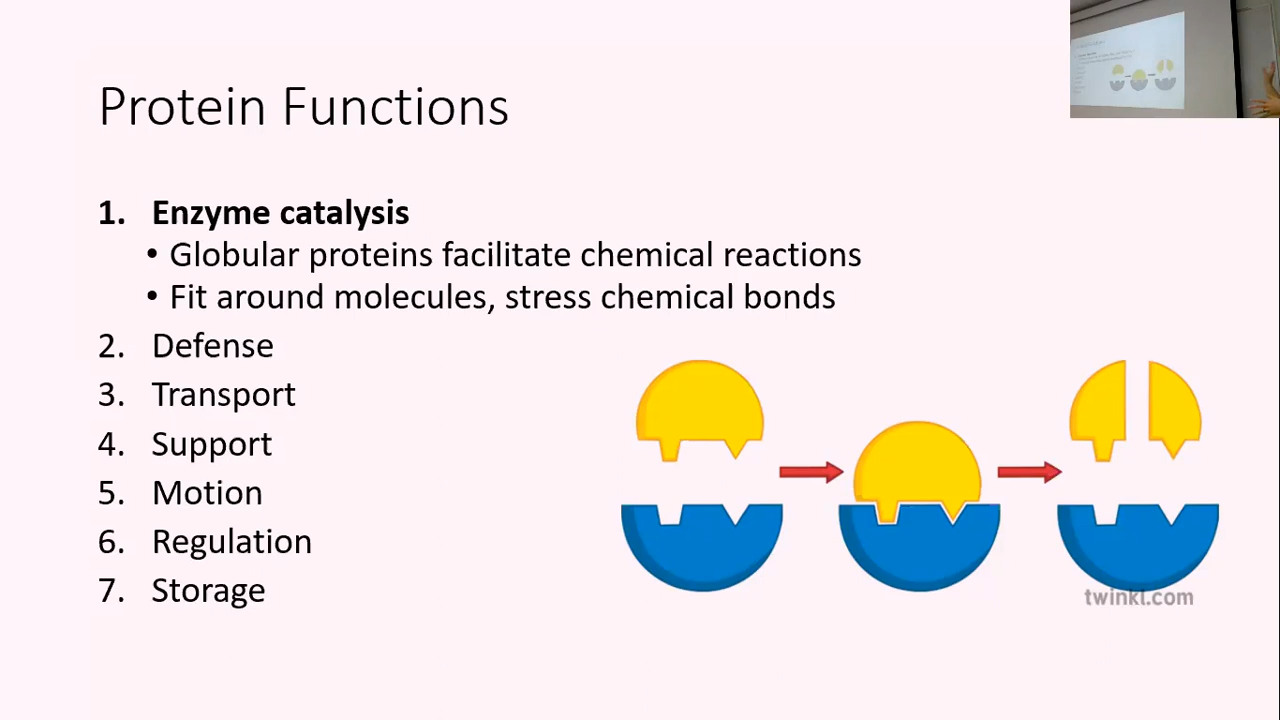 Protein Functions
1. Enzyme catalysis
• Globular proteins facilitate chemical reactions
• Fit around molecules, stress chemical bonds
2. Defense
3. Transport
4. Support
5. Motion
6. Regulation
7. Storage
twinkl.com